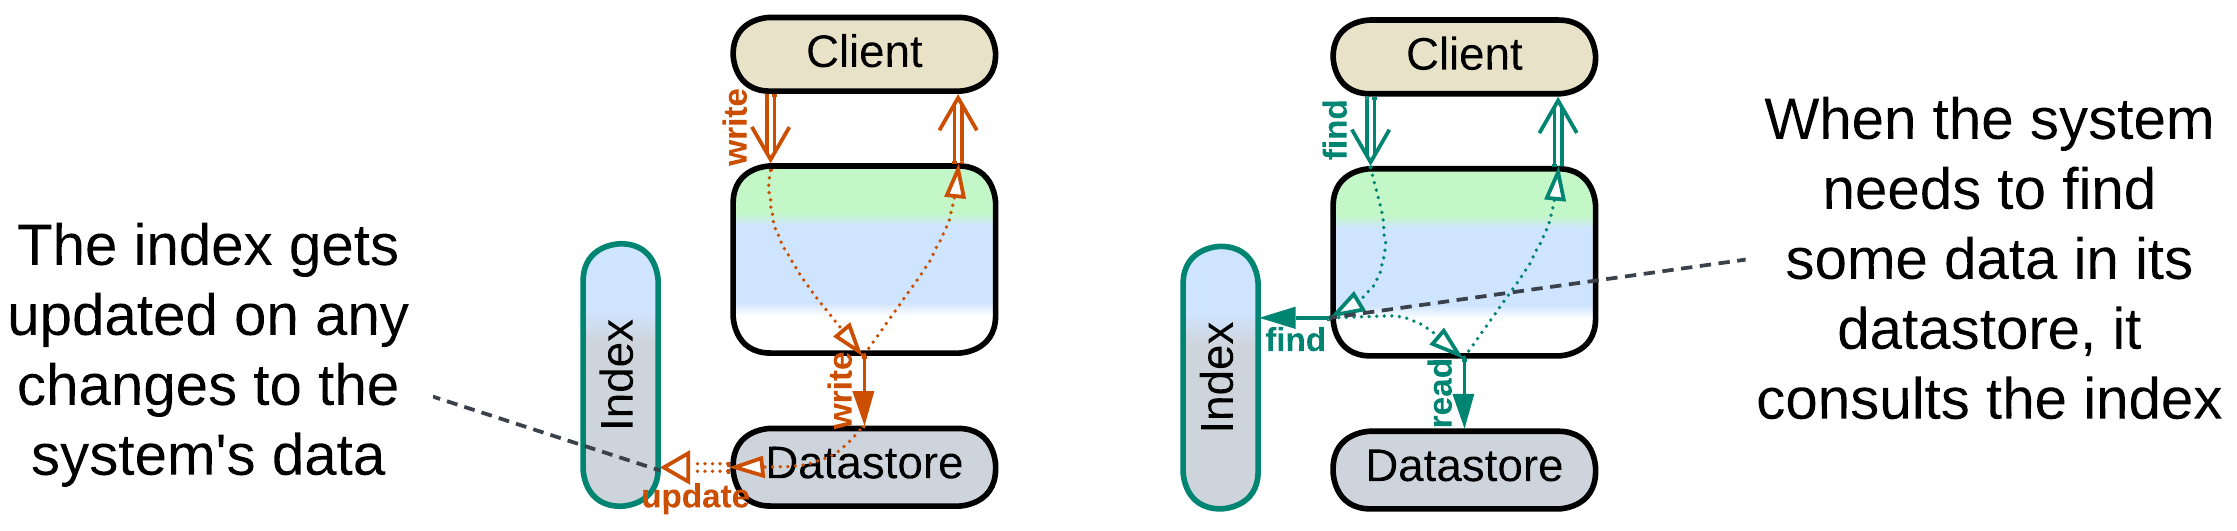 The index gets
updated on any
changes to the
system's data
Client
write
write
Index
Datastore
update
Client
find
find
read
Index
Datastore
When the system
needs to find
some data in its
datastore, it
consults the index